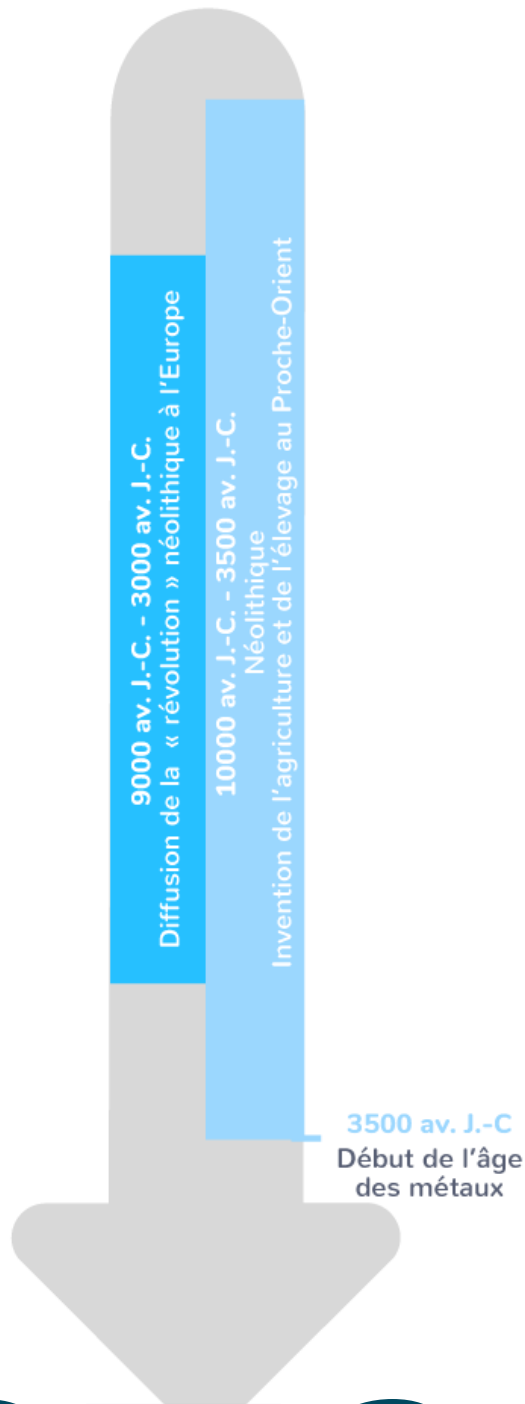 9000 av. J.-C. - 3000 av. J.-C.
Diffusion de la « révolution » néolithique à l'Europe
10000 av. J.-C. - 3500 av. J.-C.
Néolithique
Invention de l'agriculture et de l'élevage au Proche-Orient
3500 av. J.-C
Début de l'âge
des métaux